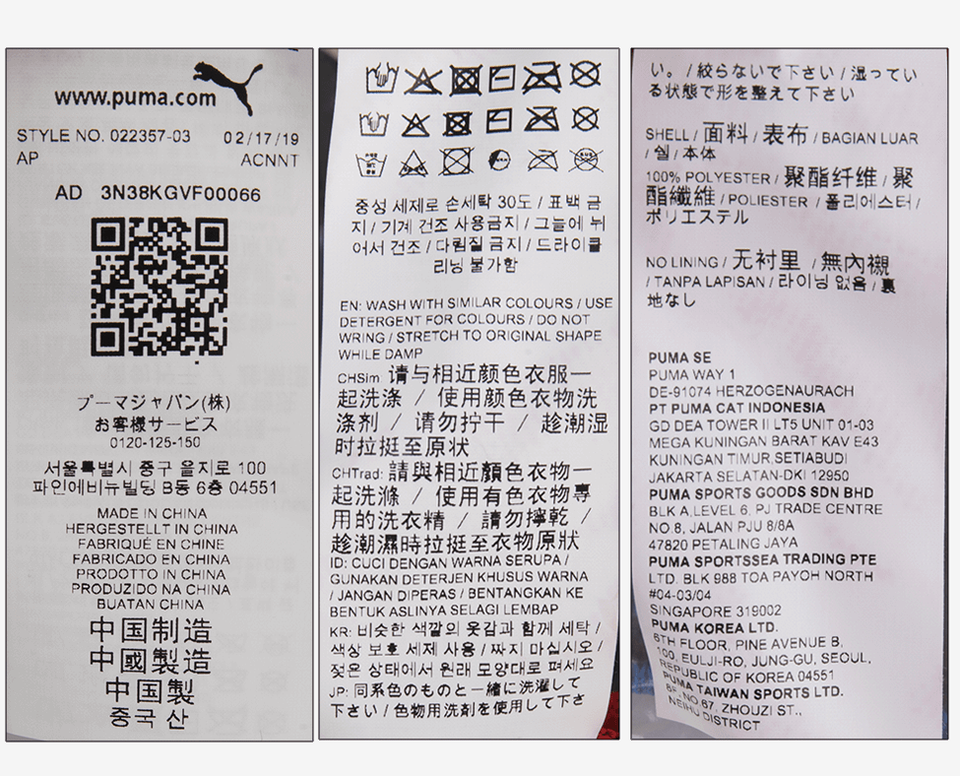 www.puma.com
STYLE NO. 022357-03 02/17/19
AP ACNNT
AD 3N38KGVF00066
プーマジャパン(株)
お客様サービス
0120-125-150
서울특별시 중구 을지로 100
파인에비뉴빌딩 B동 6층 04551
MADE IN CHINA
HERGESTELLT IN CHINA
FABRIQUÉ EN CHINE
FABRICADO EN CHINA
PRODOTTO IN CHINA
PRODUZIDO NA CHINA
BUATAN CHINA
中国制造
中國製造
中国製
중국 산
중성 세제로 손세탁 30도 / 표백 금
지 / 기계 건조 사용금지 / 그늘에 뉘
어서 건조 / 다림질 금지 / 드라이클
리닝 불가함
EN: WASH WITH SIMILAR COLOURS / USE
DETERGENT FOR COLOURS / DO NOT
WRING / STRETCH TO ORIGINAL SHAPE
WHILE DAMP
CHSim: 请与相近颜色衣服一
起洗涤 / 使用颜色衣物洗
涤剂 / 请勿拧干 / 趁潮湿
时拉挺至原状
CHTrad: 請與相近顏色衣物一
起洗滌 / 使用有色衣物專
用的洗衣精 / 請勿擰乾 /
趁潮濕時拉挺至衣物原狀
ID: CUCI DENGAN WARNA SERUPA /
GUNAKAN DETERJEN KHUSUS WARNA
/ JANGAN DIPERAS / BENTANGKAN KE
BENTUK ASLINYA SELAGI LEMBAP
KR: 비슷한 색깔의 옷감과 함께 세탁 /
색상 보호 세제 사용 / 짜지 마십시오 /
젖은 상태에서 원래 모양대로 펴세요
JP: 同系色のものと一緒に洗濯して
下さい / 色物用洗剤を使用して下さ
い。 / 絞らないで下さい / 湿ってい
る状態で形を整えて下さい
SHELL / 面料 / 表布 / BAGIAN LUAR
/ 쉘 / 本体
100% POLYESTER / 聚酯纤维 / 聚
酯纖維 / POLIESTER / 폴리에스터 /
ポリエステル
NO LINING / 无衬里 / 無內襯
/ TANPA LAPISAN / 라이닝 없음 / 裏
地なし
PUMA SE
PUMA WAY 1
DE-91074 HERZOGENAURACH
PT PUMA CAT INDONESIA
GD DEA TOWER II LT5 UNIT 01-03
MEGA KUNINGAN BARAT KAV E43
KUNINGAN TIMUR,SETIABUDI
JAKARTA SELATAN-DKI 12950
PUMA SPORTS GOODS SDN BHD
BLK A,LEVEL 6, PJ TRADE CENTRE
NO.8, JALAN PJU 8/8A
47820 PETALING JAYA
PUMA SPORTSSEA TRADING PTE
LTD. BLK 988 TOA PAYOH NORTH
#04-03/04
SINGAPORE 319002
PUMA KOREA LTD.
6TH FLOOR, PINE AVENUE B,
100, EULJI-RO, JUNG-GU, SEOUL,
REPUBLIC OF KOREA 04551
PUMA TAIWAN SPORTS LTD.
8F, NO 67, ZHOUZI ST.,
NEIHU DISTRICT